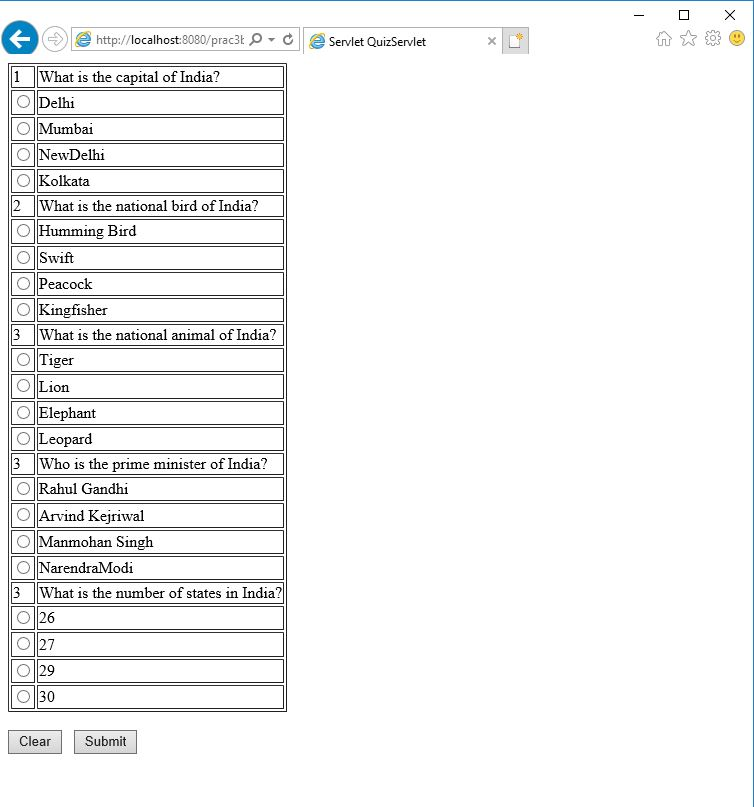 http://localhost:8080/prac3b
Servlet QuizServlet
1 What is the capital of India?
Delhi
Mumbai
NewDelhi
Kolkata
2 What is the national bird of India?
Humming Bird
Swift
Peacock
Kingfisher
3 What is the national animal of India?
Tiger
Lion
Elephant
Leopard
3 Who is the prime minister of India?
Rahul Gandhi
Arvind Kejriwal
Manmohan Singh
NarendraModi
3 What is the number of states in India?
26
27
29
30
Clear Submit